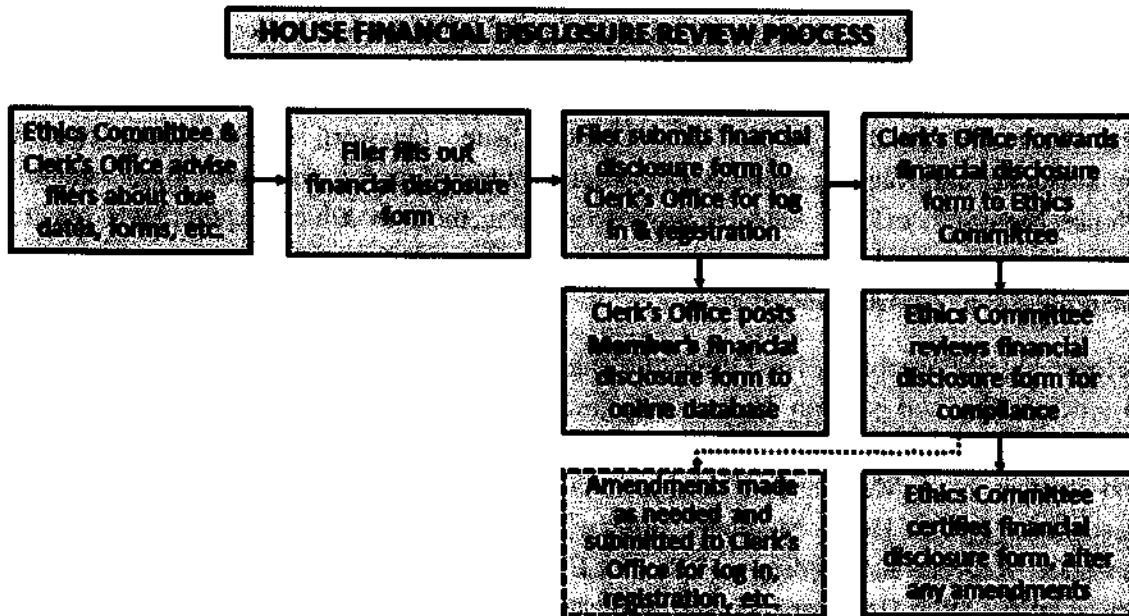 HOUSE FINANCIAL DISCLOSURE REVIEW PROCESS
Ethics Committee &
Clerk's Office advise
filers about due
dates, forms, etc.
Filer fills out
financial disclosure
form
Filer submits financial
disclosure form to
Clerk's Office for log
in & registration
Clerk's Office forwards
financial disclosure
form to Ethics
Committee
Clerk's Office posts
Member's financial
disclosure form to
online database
Ethics Committee
reviews financial
disclosure form for
compliance
Amendments made
as needed and
submitted to Clerk's
Office for log in,
registration, etc.
Ethics Committee
certifies financial
disclosure form, after
any amendments